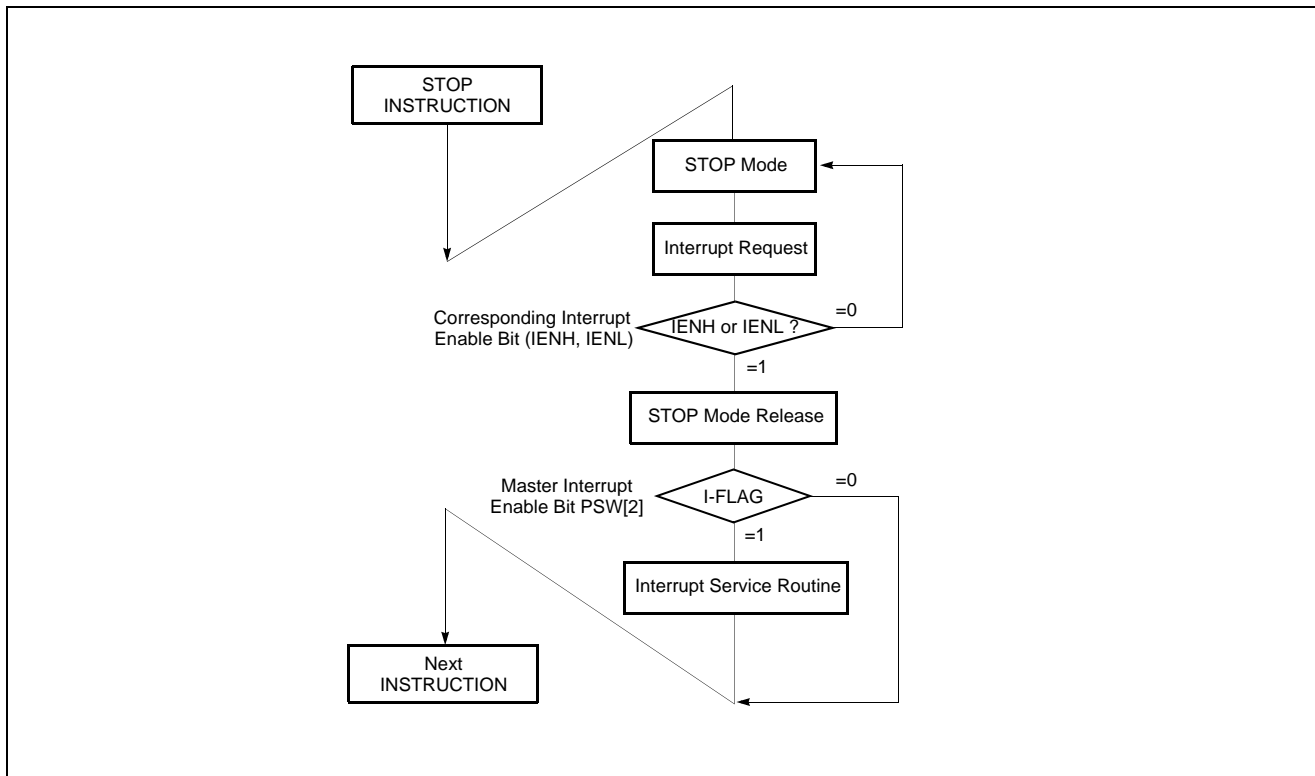 STOP
INSTRUCTION
STOP Mode
Interrupt Request
Corresponding Interrupt
Enable Bit (IENH, IENL)
IENH or IENL ?
=0
=1
STOP Mode Release
Master Interrupt
Enable Bit PSW[2]
I-FLAG
=0
=1
Interrupt Service Routine
Next
INSTRUCTION